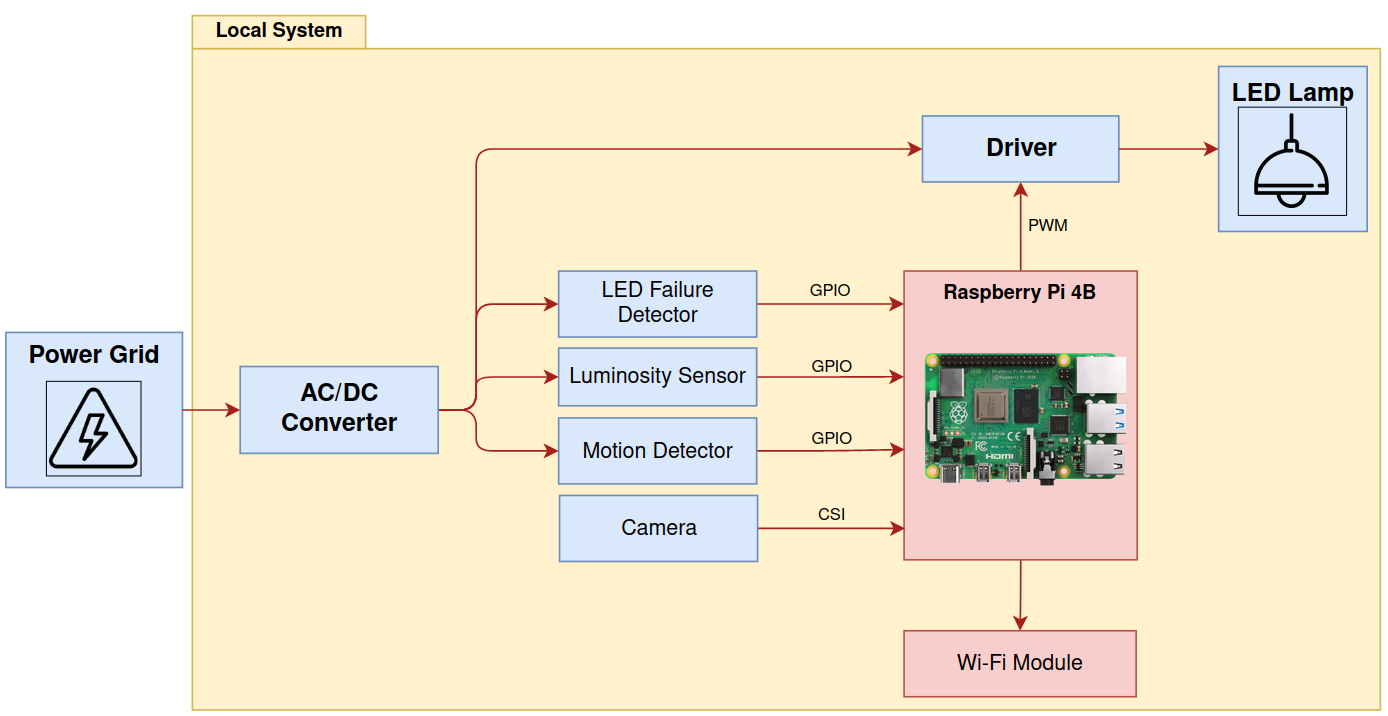 Local System
LED Lamp
Driver
PWM
LED Failure
Detector
GPIO
Raspberry Pi 4B
Power Grid
Luminosity Sensor
GPIO
AC/DC
Converter
Motion Detector
GPIO
HDMI
Camera
CSI
Wi-Fi Module